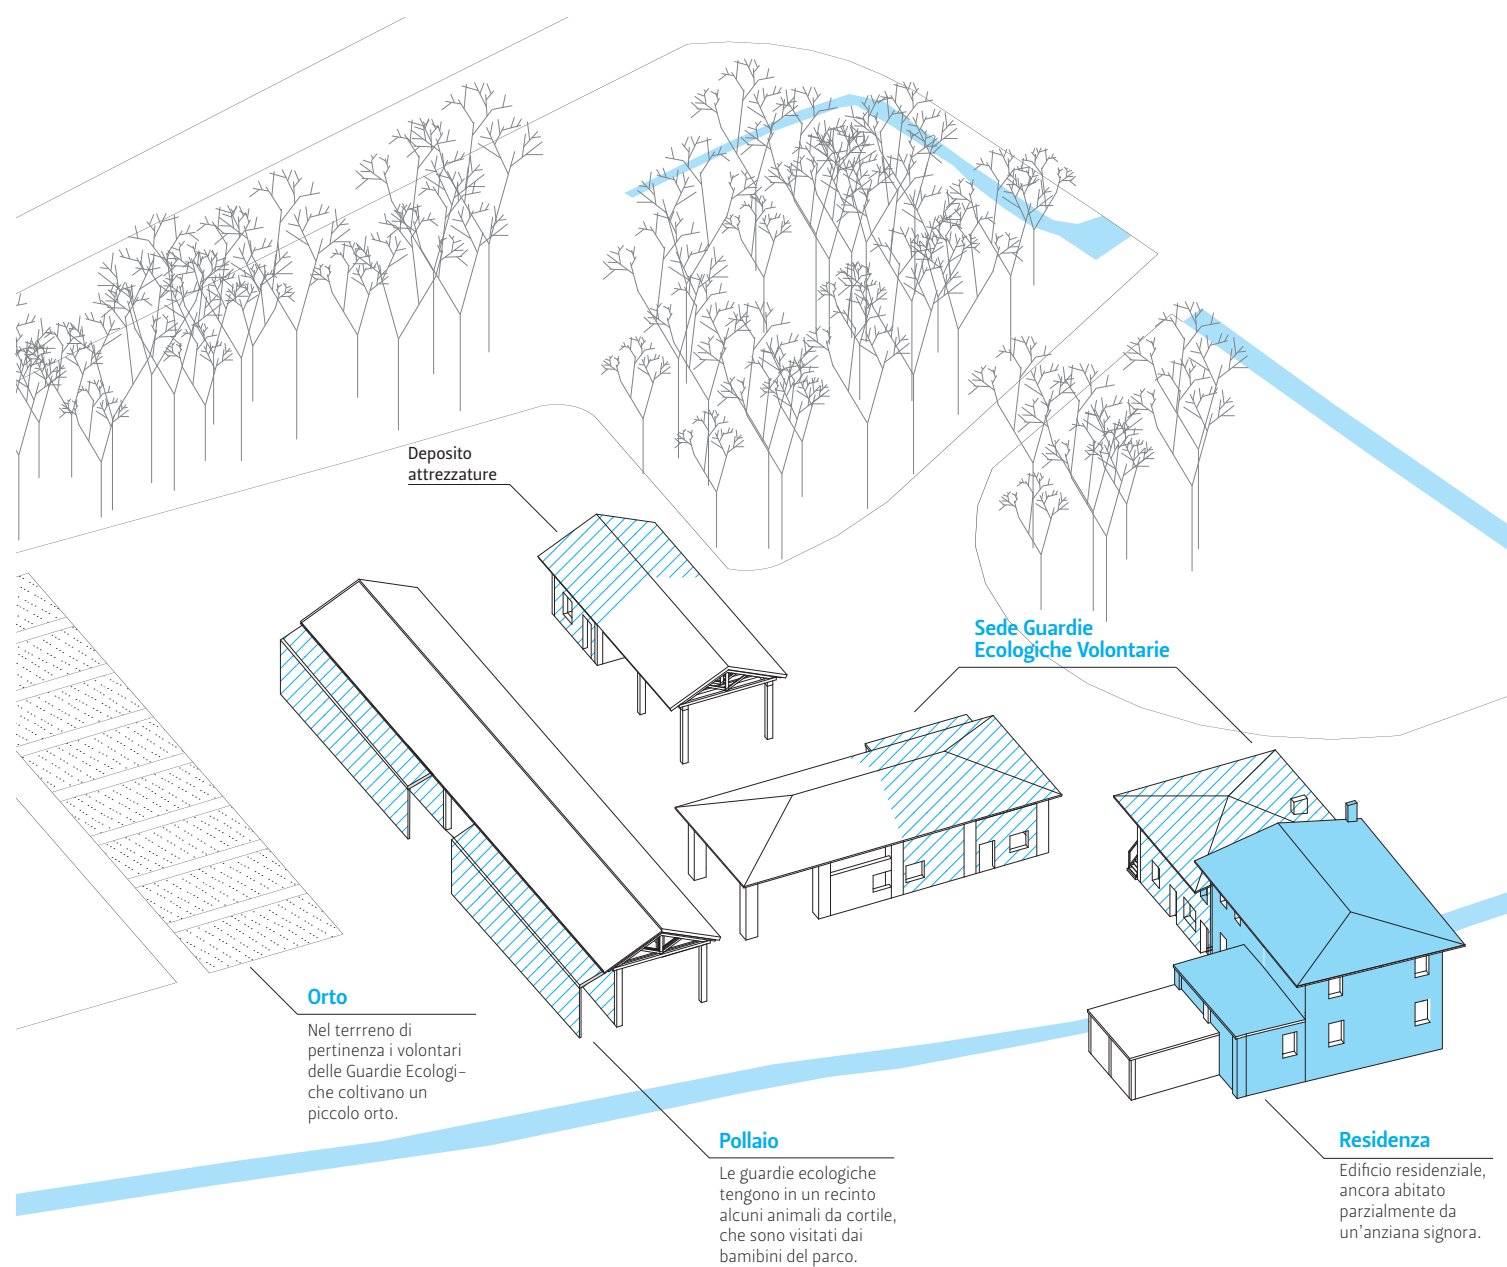 Deposito
attrezzature
Sede Guardie
Ecologiche Volontarie
Orto
Nel terrreno di
pertinenza i volontari
delle Guardie Ecologi-
che coltivano un
piccolo orto.
Pollaio
Le guardie ecologiche
tengono in un recinto
alcuni animali da cortile,
che sono visitati dai
bamibini del parco.
Residenza
Edificio residenziale,
ancora abitato
parzialmente da
un'anziana signora.